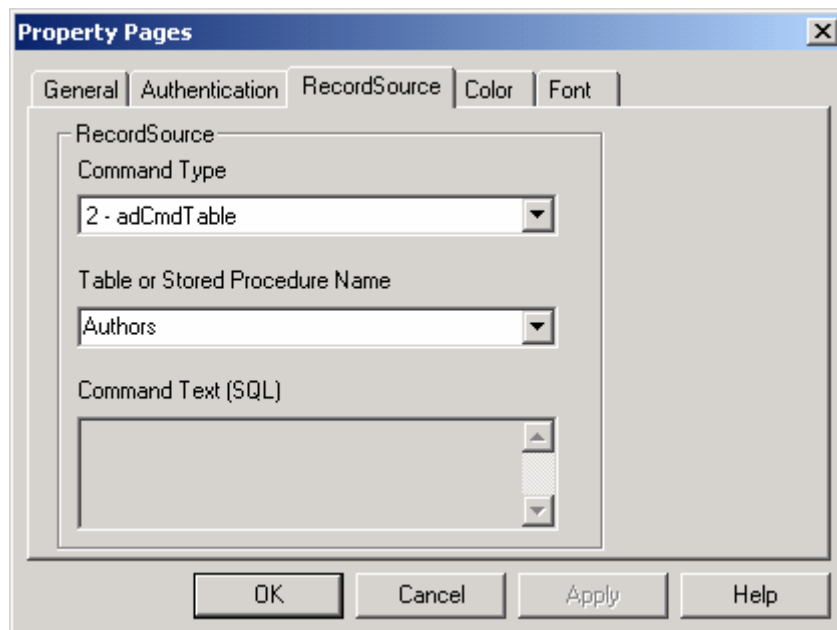 Property Pages
General Authentication RecordSource Color Font
RecordSource
Command Type
2 - adCmdTable
Table or Stored Procedure Name
Authors
Command Text (SQL)
OK Cancel Apply Help